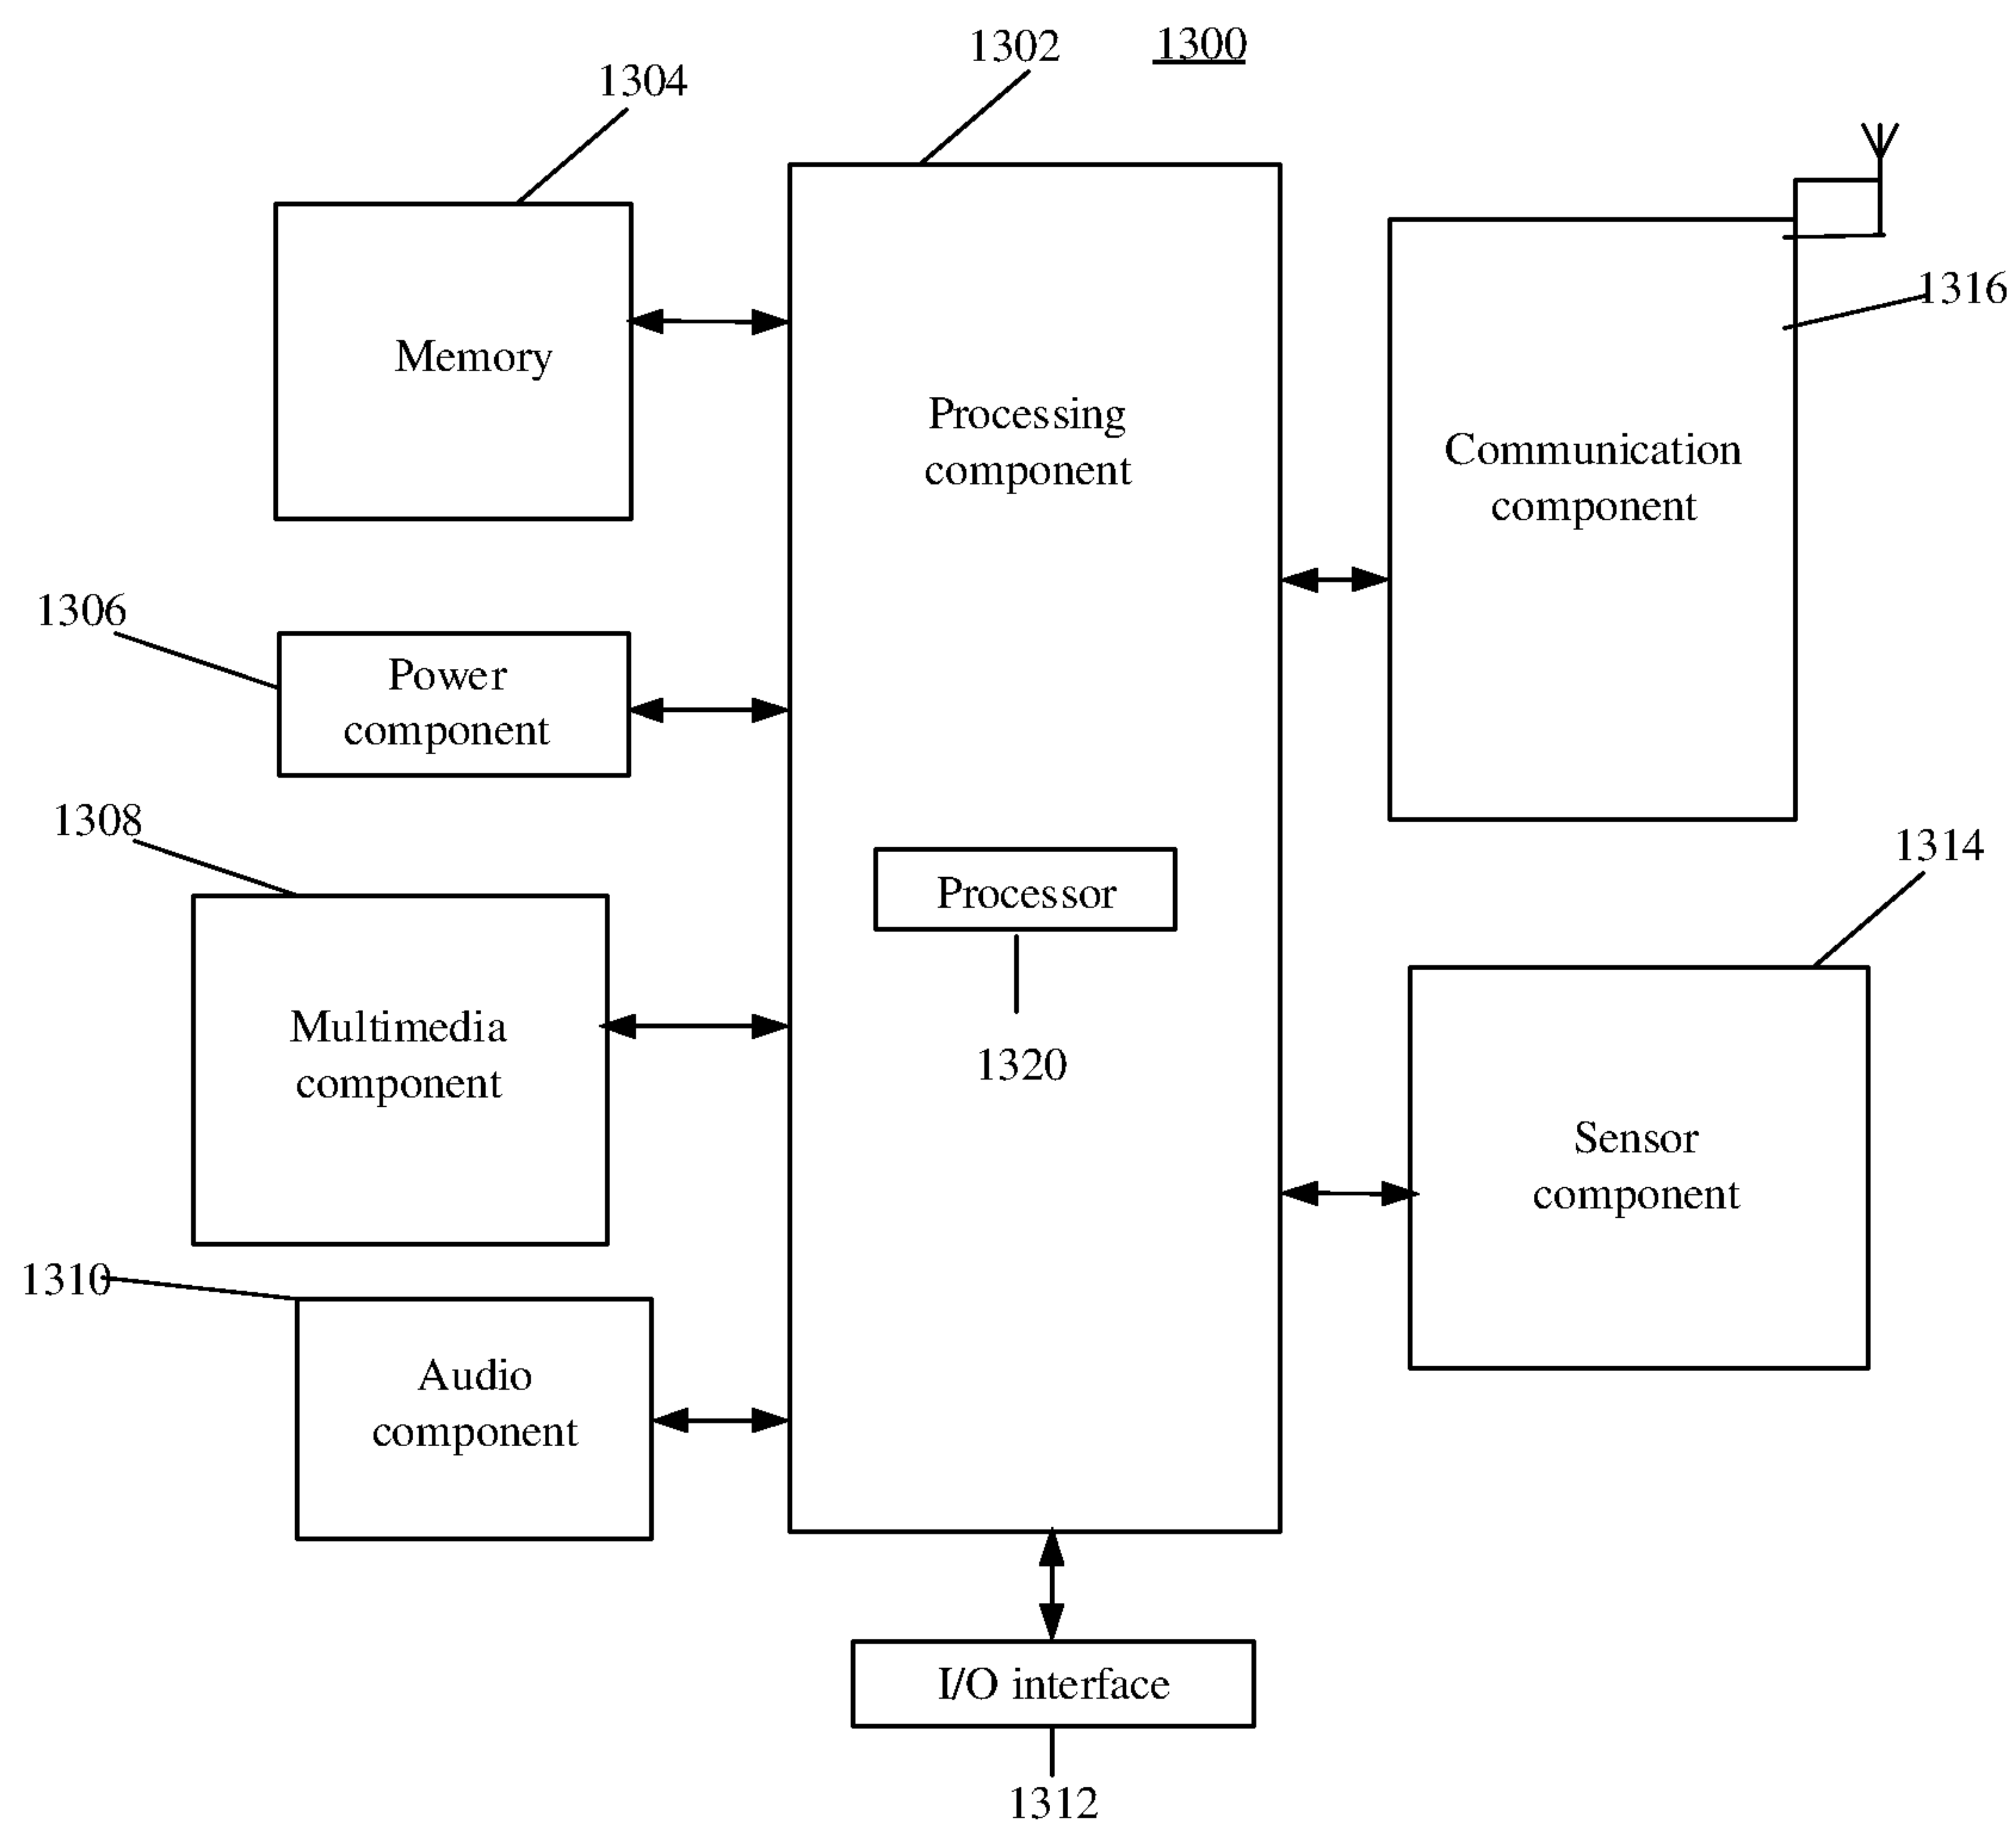 1302
1300
1304
Memory
Processing
component
Communication
component
1316
1306
Power
component
1308
Processor
1314
Multimedia
component
1320
Sensor
component
1310
Audio
component
I/O interface
1312